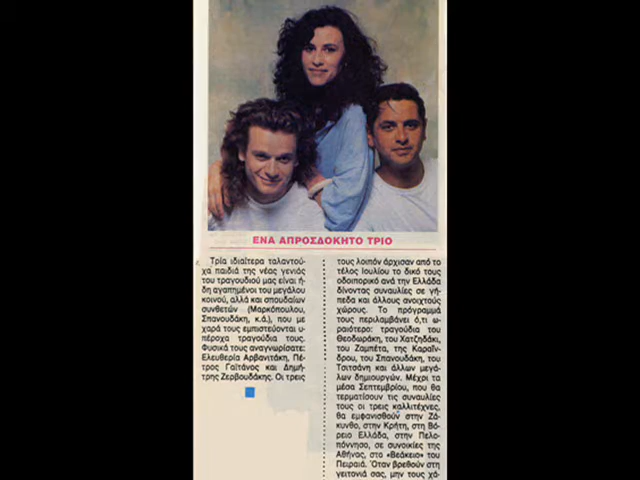 ΕΝΑ ΑΠΡΟΣΔΟΚΗΤΟ ΤΡΙΟ
Τρία ιδιαίτερα ταλαντού-
χα παιδιά της νέας γενιάς
του τραγουδιού μας είναι ή-
δη αγαπημένοι του μεγάλου
κοινού, αλλά και σπουδαίων
συνθετών (Μαρκόπουλου,
Σπανουδάκη, κ.ά.), που με
χαρά τους εμπιστεύονται υ-
πέροχα τραγούδια τους.
Φυσικά τους αναγνωρίσατε:
Ελευθερία Αρβανιτάκη, Πέ-
τρος Γαϊτάνος και Δημή-
τρης Ζερβουδάκης. Οι τρεις
τους λοιπόν άρχισαν από το
τέλος Ιουλίου το δικό τους
οδοιπορικό ανά την Ελλάδα
δίνοντας συναυλίες σε γή-
πεδα και άλλους ανοιχτούς
χώρους. Το πρόγραμμά
τους περιλαμβάνει ό,τι ω-
ραιότερο: τραγούδια του
Θεοδωράκη, του Χατζηδάκι,
του Ζαμπέτα, της Καραΐν-
δρου, του Σπανουδάκη, του
Τσιτσάνη και άλλων μεγά-
λων δημιουργών. Μέχρι τα
μέσα Σεπτεμβρίου, που θα
τερματίσουν τις συναυλίες
τους οι τρεις καλλιτέχνες,
θα εμφανισθούν στην Ζά-
κυνθο, στην Κρήτη, στη Βό-
ρειο Ελλάδα, στην Πελο-
πόννησο, σε συνοικίες της
Αθήνας, στο «Βεάκειο» του
Πειραιά. Όταν βρεθούν στη
γειτονιά σας, μην τους χά-